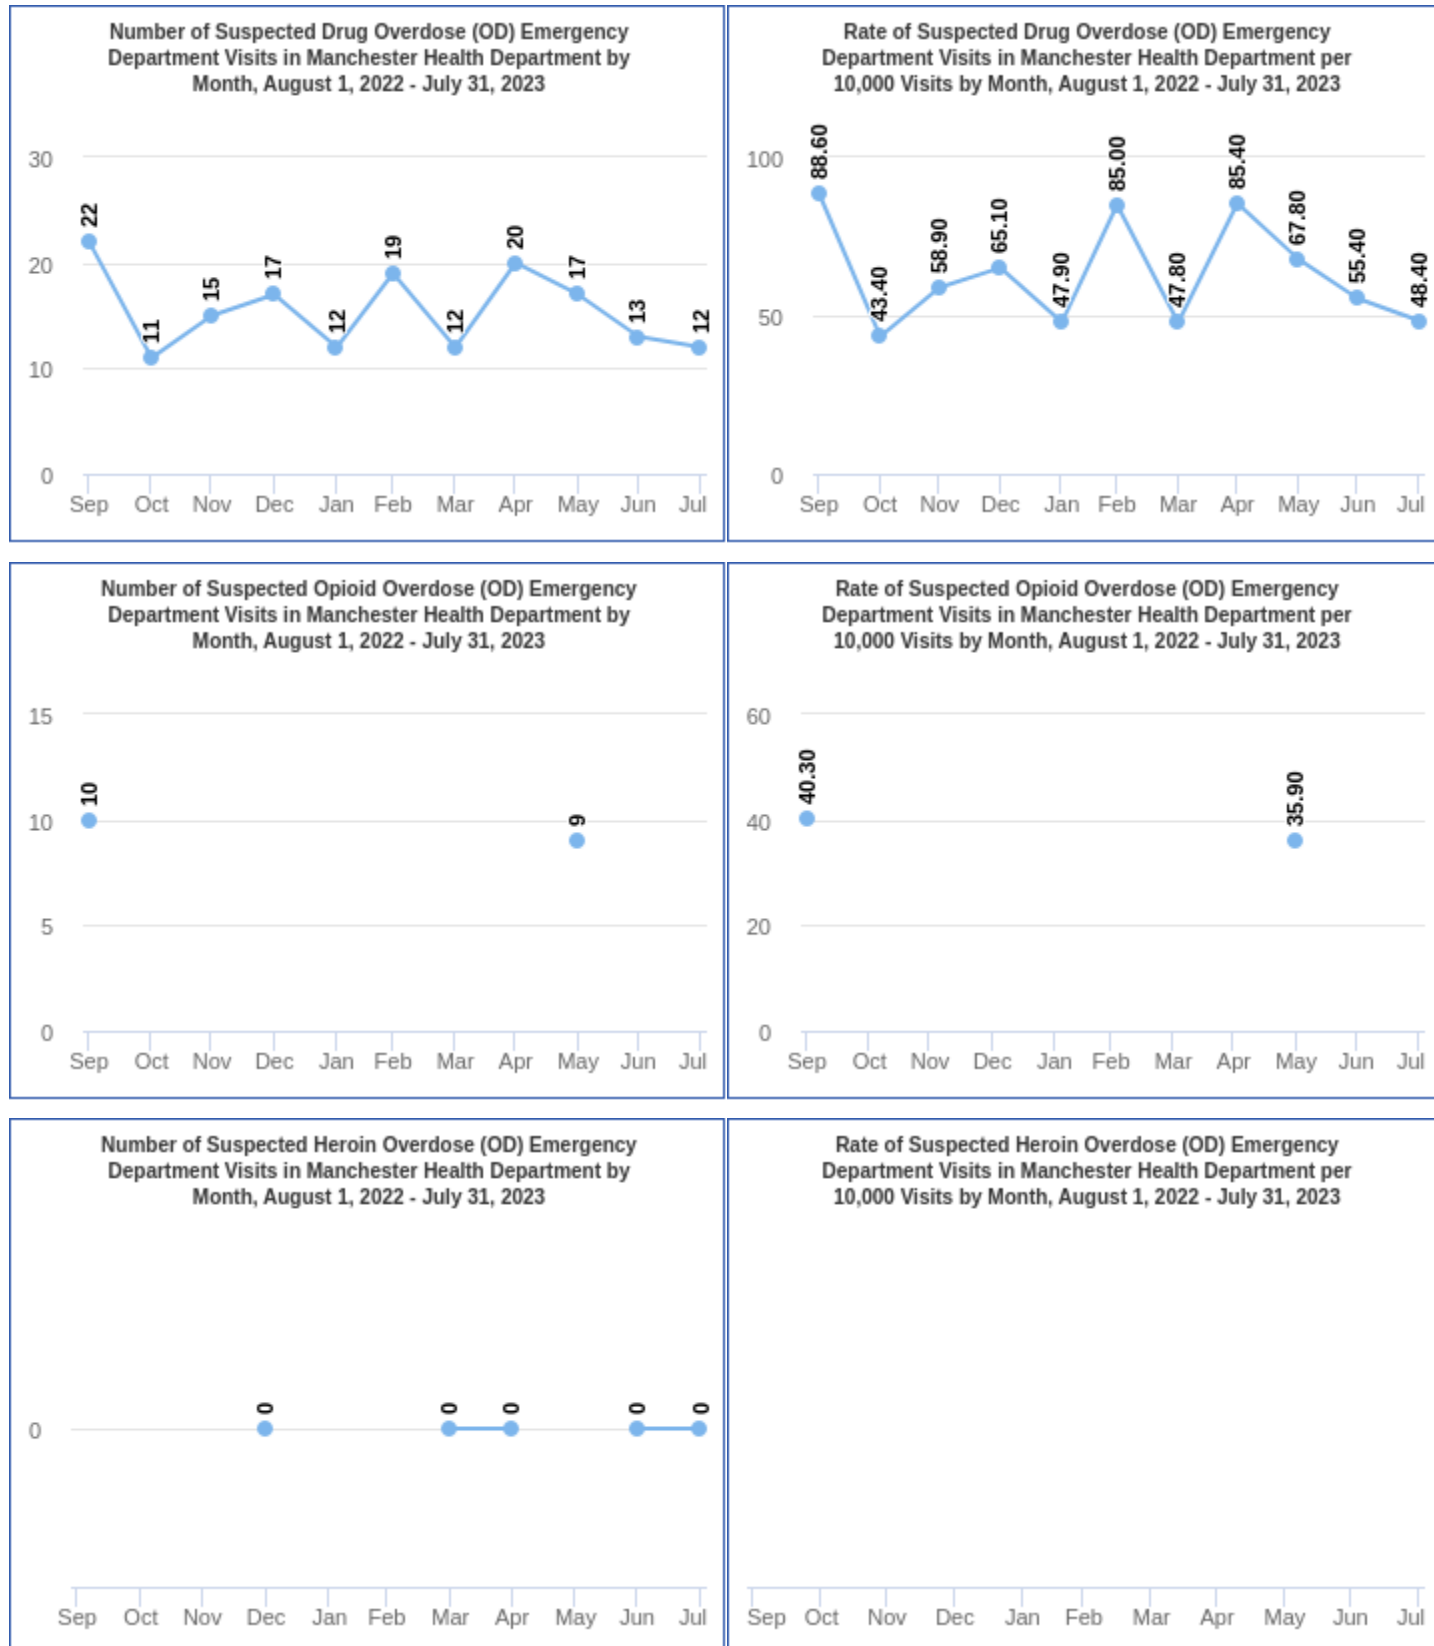 Number of Suspected Drug Overdose (OD) Emergency
Department Visits in Manchester Health Department by
Month, August 1, 2022 - July 31, 2023
30
20
10
0
22
11
15
17
12
19
12
20
17
13
12
Sep Oct Nov Dec Jan Feb Mar Apr May Jun Jul
Rate of Suspected Drug Overdose (OD) Emergency
Department Visits in Manchester Health Department per
10,000 Visits by Month, August 1, 2022 - July 31, 2023
100
50
0
88.60
43.40
58.90
65.10
47.90
85.00
47.80
85.40
67.80
55.40
48.40
Sep Oct Nov Dec Jan Feb Mar Apr May Jun Jul
Number of Suspected Opioid Overdose (OD) Emergency
Department Visits in Manchester Health Department by
Month, August 1, 2022 - July 31, 2023
15
10
5
0
10
9
Sep Oct Nov Dec Jan Feb Mar Apr May Jun Jul
Rate of Suspected Opioid Overdose (OD) Emergency
Department Visits in Manchester Health Department per
10,000 Visits by Month, August 1, 2022 - July 31, 2023
60
40
20
0
40.30
35.90
Sep Oct Nov Dec Jan Feb Mar Apr May Jun Jul
Number of Suspected Heroin Overdose (OD) Emergency
Department Visits in Manchester Health Department by
Month, August 1, 2022 - July 31, 2023
0
0
0
0
0
0
Sep Oct Nov Dec Jan Feb Mar Apr May Jun Jul
Rate of Suspected Heroin Overdose (OD) Emergency
Department Visits in Manchester Health Department per
10,000 Visits by Month, August 1, 2022 - July 31, 2023
Sep Oct Nov Dec Jan Feb Mar Apr May Jun Jul